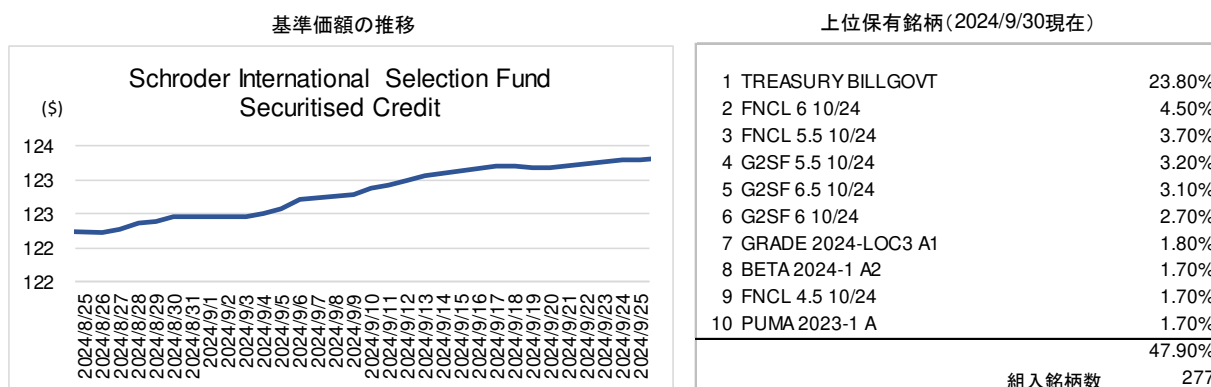 基準価額の推移
Schroder International Selection Fund
Securitised Credit
($)
124
123
123
122
122
2024/8/25
2024/8/26
2024/8/27
2024/8/28
2024/8/29
2024/8/30
2024/8/31
2024/9/1
2024/9/2
2024/9/3
2024/9/4
2024/9/5
2024/9/6
2024/9/7
2024/9/8
2024/9/9
2024/9/10
2024/9/11
2024/9/12
2024/9/13
2024/9/14
2024/9/15
2024/9/16
2024/9/17
2024/9/18
2024/9/19
2024/9/20
2024/9/21
2024/9/22
2024/9/23
2024/9/24
2024/9/25
上位保有銘柄(2024/9/30現在)
1 TREASURY BILLGOVT 23.80%
2 FNCL 6 10/24 4.50%
3 FNCL 5.5 10/24 3.70%
4 G2SF 5.5 10/24 3.20%
5 G2SF 6.5 10/24 3.10%
6 G2SF 6 10/24 2.70%
7 GRADE 2024-LOC3 A1 1.80%
8 BETA 2024-1 A2 1.70%
9 FNCL 4.5 10/24 1.70%
10 PUMA 2023-1 A 1.70%
47.90%
組入銘柄数 277